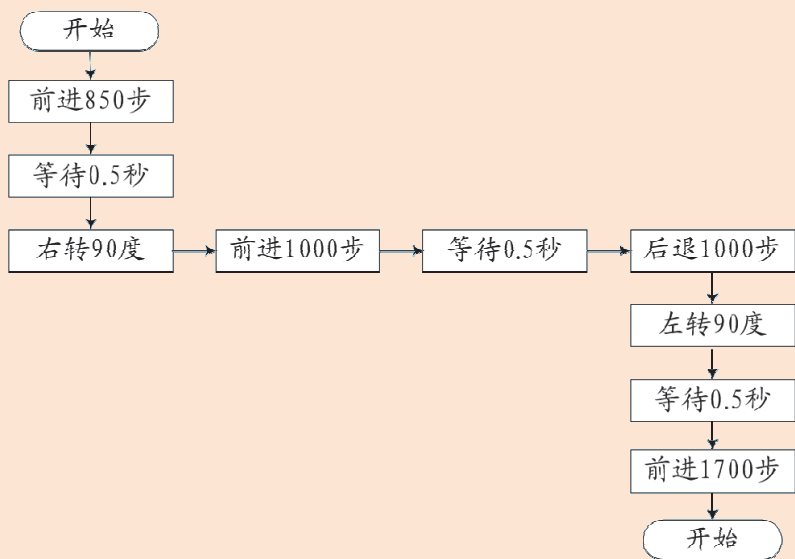 开始
前进850步
等待0.5秒
右转90度
前进1000步
等待0.5秒
后退1000步
左转90度
等待0.5秒
前进1700步
开始